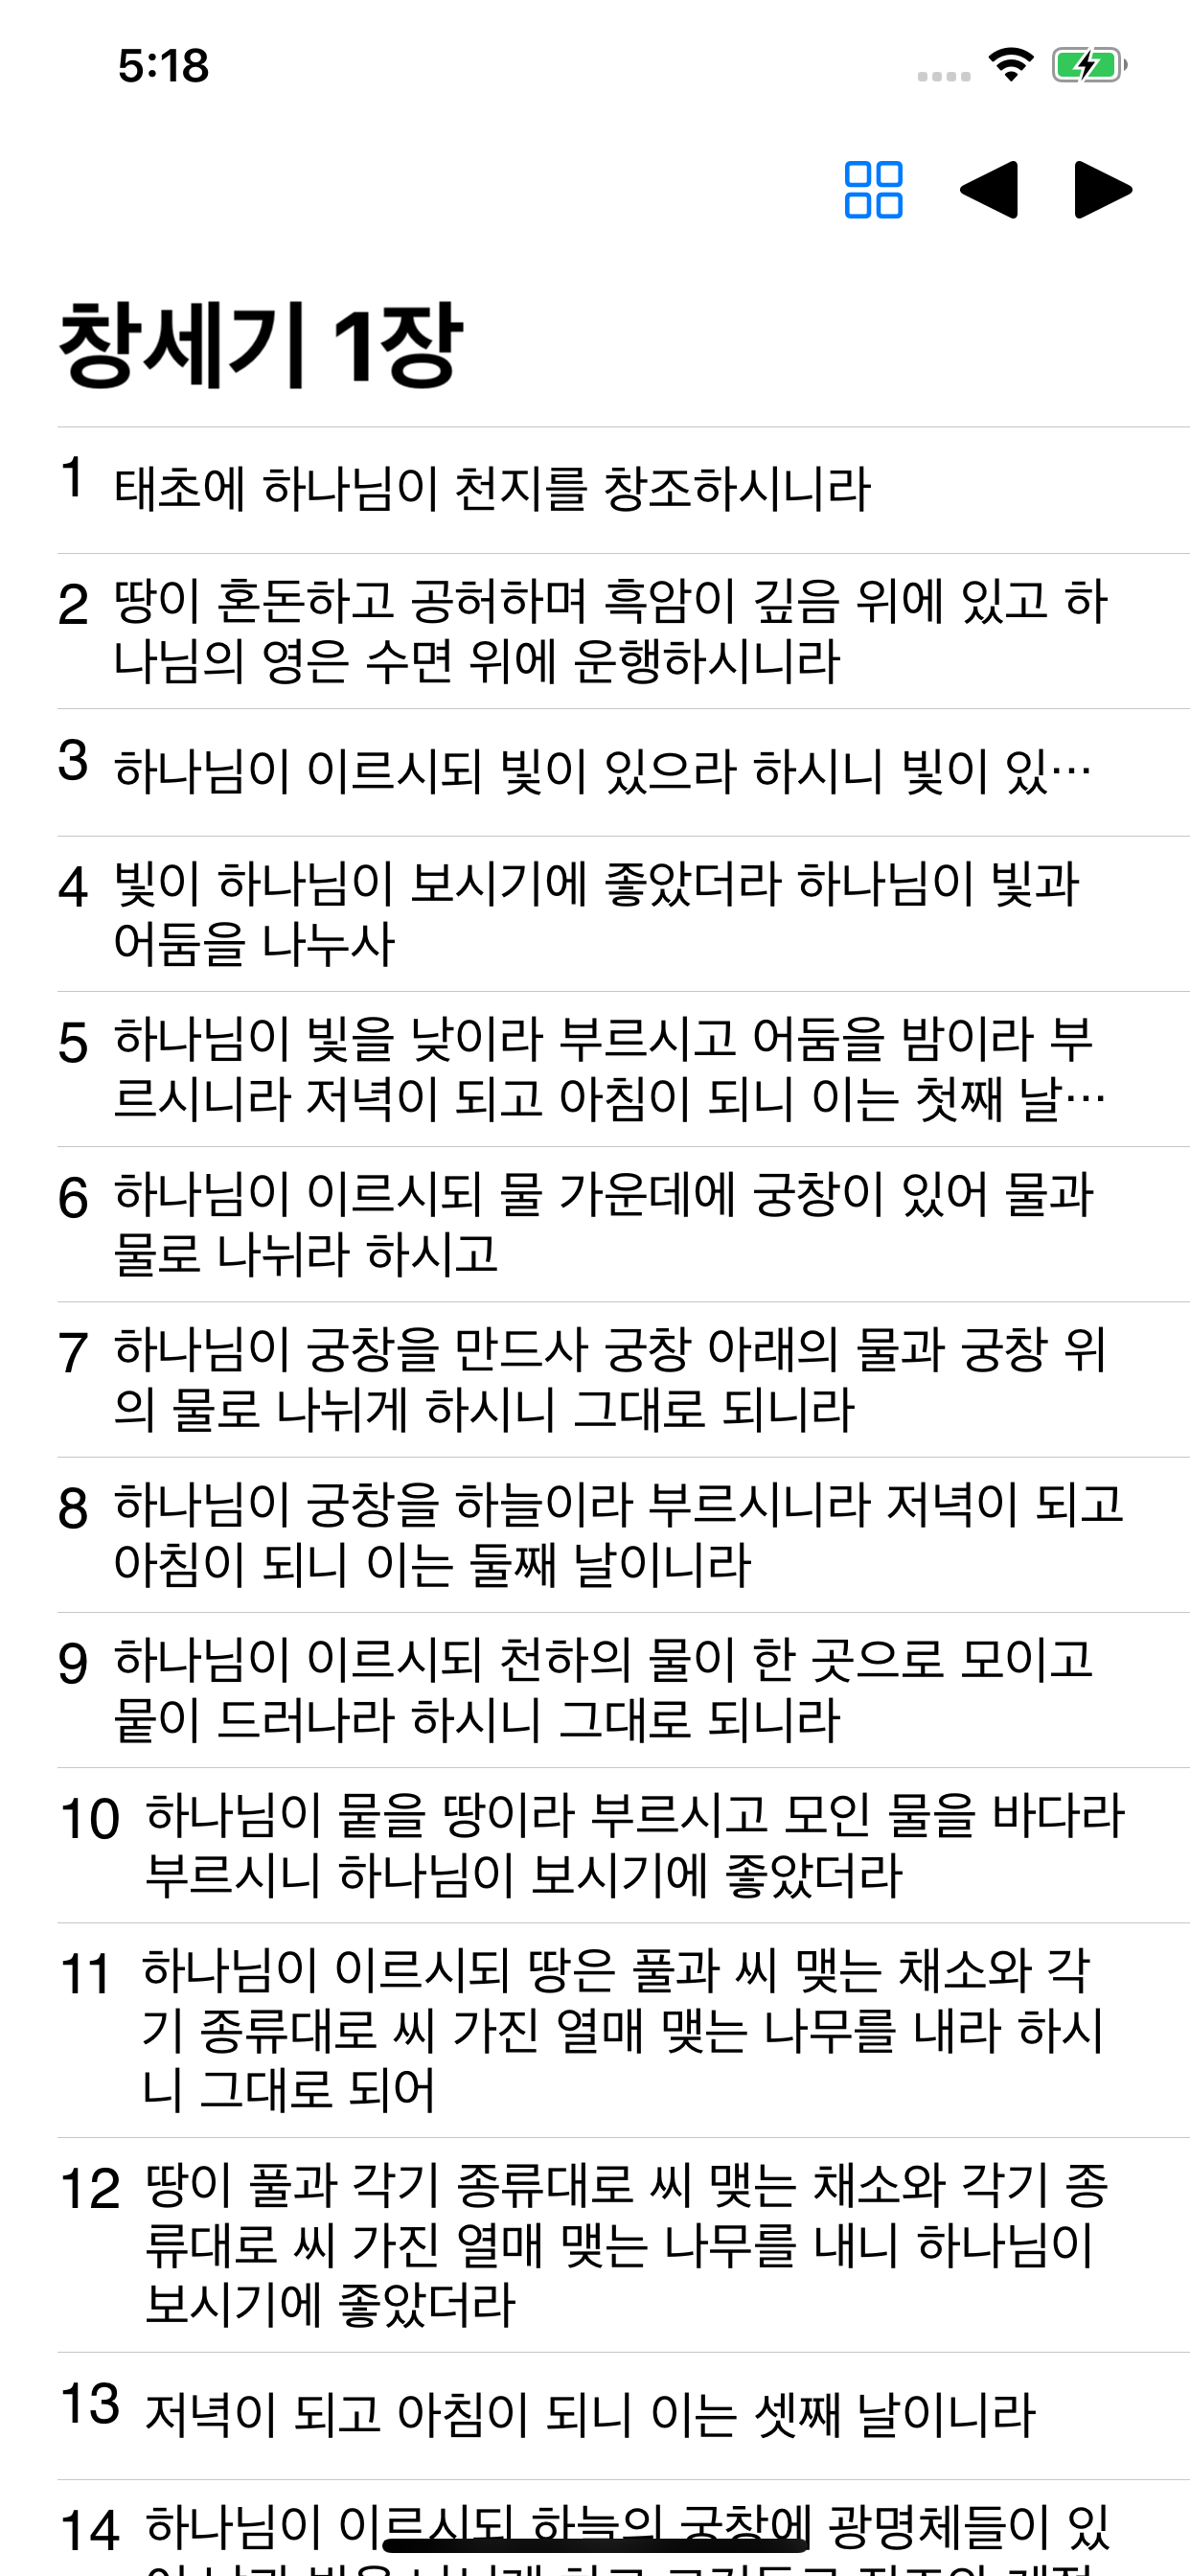 5:18
창세기 1장
1 태초에 하나님이 천지를 창조하시니라
2 땅이 혼돈하고 공허하며 흑암이 깊음 위에 있고 하
나님의 영은 수면 위에 운행하시니라
3 하나님이 이르시되 빛이 있으라 하시니 빛이 있…
4 빛이 하나님이 보시기에 좋았더라 하나님이 빛과
어둠을 나누사
5 하나님이 빛을 낮이라 부르시고 어둠을 밤이라 부
르시니라 저녁이 되고 아침이 되니 이는 첫째 날…
6 하나님이 이르시되 물 가운데에 궁창이 있어 물과
물로 나뉘라 하시고
7 하나님이 궁창을 만드사 궁창 아래의 물과 궁창 위
의 물로 나뉘게 하시니 그대로 되니라
8 하나님이 궁창을 하늘이라 부르시니라 저녁이 되고
아침이 되니 이는 둘째 날이니라
9 하나님이 이르시되 천하의 물이 한 곳으로 모이고
뭍이 드러나라 하시니 그대로 되니라
10 하나님이 뭍을 땅이라 부르시고 모인 물을 바다라
부르시니 하나님이 보시기에 좋았더라
11 하나님이 이르시되 땅은 풀과 씨 맺는 채소와 각
기 종류대로 씨 가진 열매 맺는 나무를 내라 하시
니 그대로 되어
12 땅이 풀과 각기 종류대로 씨 맺는 채소와 각기 종
류대로 씨 가진 열매 맺는 나무를 내니 하나님이
보시기에 좋았더라
13 저녁이 되고 아침이 되니 이는 셋째 날이니라
14 하나님이 이르시되 하늘의 궁창에 광명체들이 있